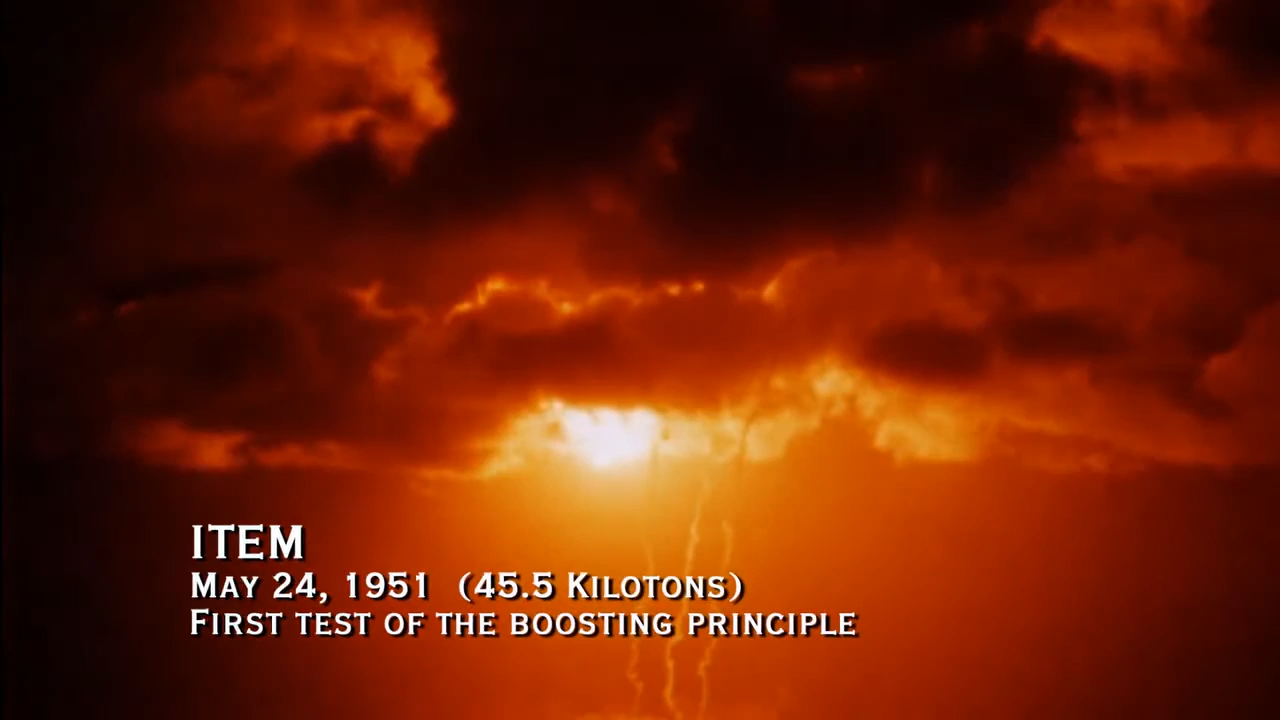 ITEM
May 24, 1951 (45.5 Kilotons)
First test of the boosting principle